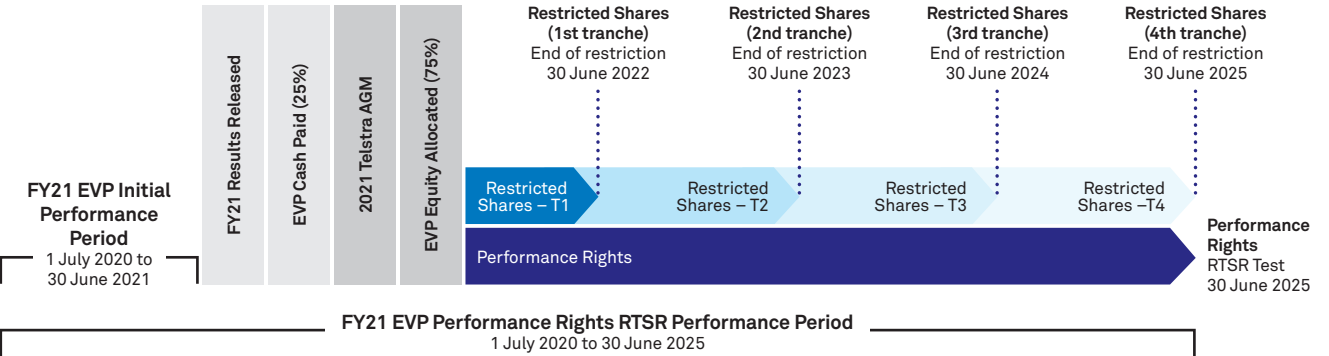 Restricted Shares
(1st tranche)
End of restriction
30 June 2022
Restricted Shares
(2nd tranche)
End of restriction
30 June 2023
Restricted Shares
(3rd tranche)
End of restriction
30 June 2024
Restricted Shares
(4th tranche)
End of restriction
30 June 2025
FY21 EVP Initial
Performance
Period
1 July 2020 to
30 June 2021
FY21 Results Released
EVP Cash Paid (25%)
2021 Telstra AGM
EVP Equity Allocated (75%)
Restricted
Shares – T1
Restricted
Shares – T2
Restricted
Shares – T3
Restricted
Shares –T4
Performance Rights
Performance
Rights
RTSR Test
30 June 2025
FY21 EVP Performance Rights RTSR Performance Period
1 July 2020 to 30 June 2025